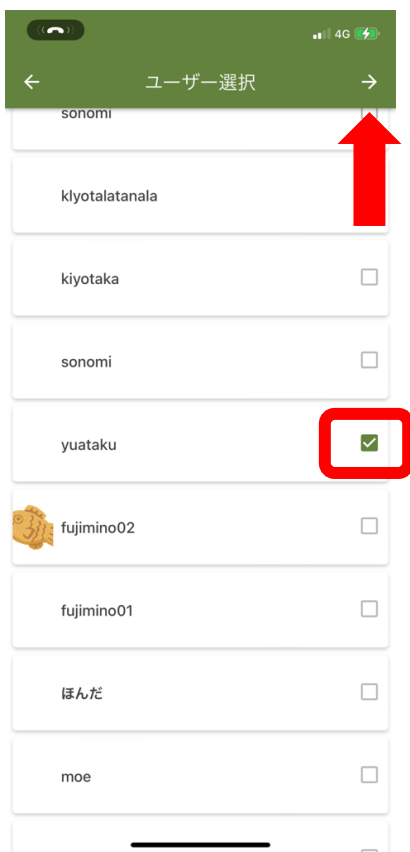 4G
ユーザー選択
sonomi
klyotalatanala
kiyotaka
sonomi
yuataku
fujimino02
fujimino01
ほんだ
moe